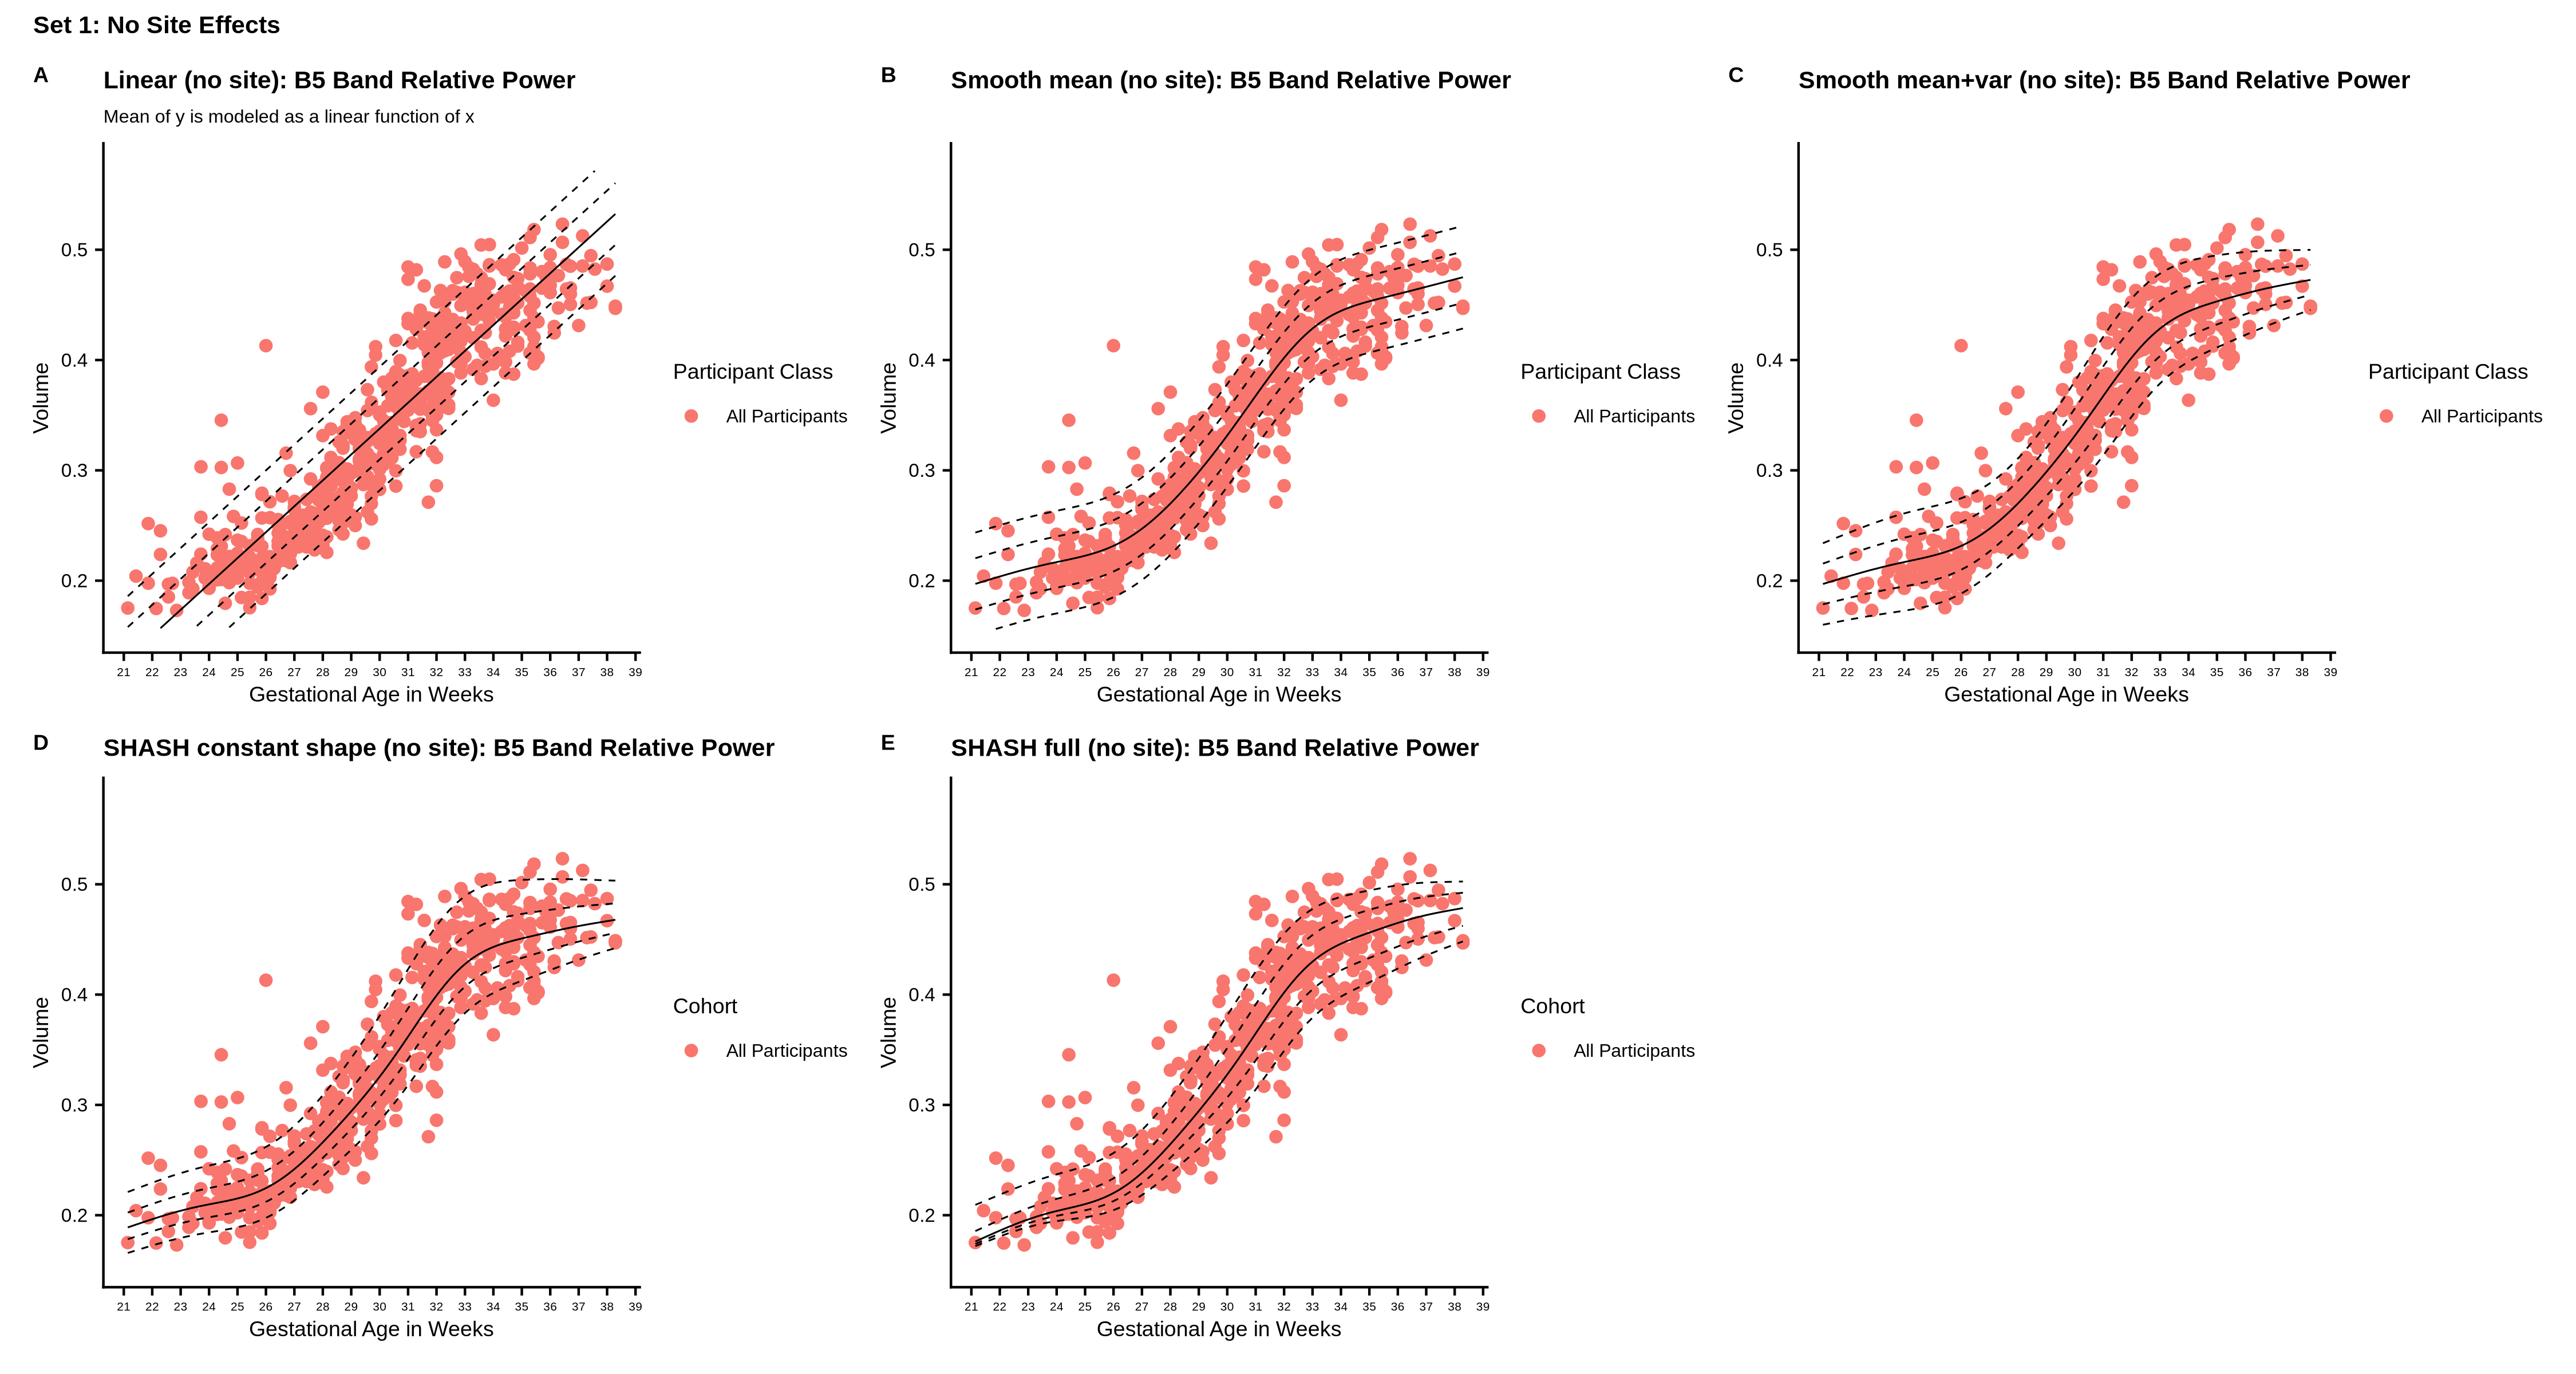 Set 1: No Site Effects
A
Linear (no site): B5 Band Relative Power
Mean of y is modeled as a linear function of x
Volume
0.5
0.4
0.3
0.2
21 22 23 24 25 26 27 28 29 30 31 32 33 34 35 36 37 38 39
Gestational Age in Weeks
Participant Class
All Participants
B
Smooth mean (no site): B5 Band Relative Power
Volume
0.5
0.4
0.3
0.2
21 22 23 24 25 26 27 28 29 30 31 32 33 34 35 36 37 38 39
Gestational Age in Weeks
Participant Class
All Participants
C
Smooth mean+var (no site): B5 Band Relative Power
Volume
0.5
0.4
0.3
0.2
21 22 23 24 25 26 27 28 29 30 31 32 33 34 35 36 37 38 39
Gestational Age in Weeks
Participant Class
All Participants
D
SHASH constant shape (no site): B5 Band Relative Power
Volume
0.5
0.4
0.3
0.2
21 22 23 24 25 26 27 28 29 30 31 32 33 34 35 36 37 38 39
Gestational Age in Weeks
Cohort
All Participants
E
SHASH full (no site): B5 Band Relative Power
Volume
0.5
0.4
0.3
0.2
21 22 23 24 25 26 27 28 29 30 31 32 33 34 35 36 37 38 39
Gestational Age in Weeks
Cohort
All Participants